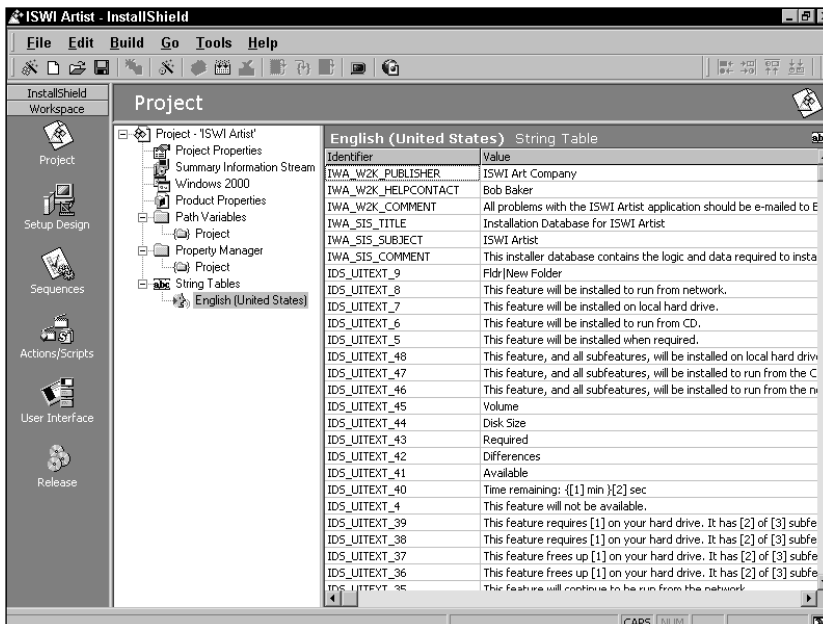 ISWI Artist - InstallShield
File Edit Build Go Tools Help
InstallShield
Workspace
Project
Setup Design
Sequences
Actions/Scripts
User Interface
Release
Project
Project - 'ISWI Artist'
Project Properties
Summary Information Stream
Windows 2000
Product Properties
Path Variables
Project
Property Manager
Project
abc String Tables
English (United States)
English (United States) String Table
Identifier Value
IWA_W2K_PUBLISHER ISWI Art Company
IWA_W2K_HELPCONTACT Bob Baker
IWA_W2K_COMMENT All problems with the ISWI Artist application should be e-mailed to
IWA_SIS_TITLE Installation Database for ISWI Artist
IWA_SIS_SUBJECT ISWI Artist
IWA_SIS_COMMENT This installer database contains the logic and data required to insta
IDS_UITEXT_9 Fldr|New Folder
IDS_UITEXT_8 This feature will be installed to run from network.
IDS_UITEXT_7 This feature will be installed on local hard drive.
IDS_UITEXT_6 This feature will be installed to run from CD.
IDS_UITEXT_5 This feature will be installed when required.
IDS_UITEXT_48 This feature, and all subfeatures, will be installed on local hard driv
IDS_UITEXT_47 This feature, and all subfeatures, will be installed to run from the C
IDS_UITEXT_46 This feature, and all subfeatures, will be installed to run from the n
IDS_UITEXT_45 Volume
IDS_UITEXT_44 Disk Size
IDS_UITEXT_43 Required
IDS_UITEXT_42 Differences
IDS_UITEXT_41 Available
IDS_UITEXT_40 Time remaining: {[1] min }[2] sec
IDS_UITEXT_4 This feature will not be available.
IDS_UITEXT_39 This feature requires [1] on your hard drive. It has [2] of [3] subfe
IDS_UITEXT_38 This feature requires [1] on your hard drive. It has [2] of [3] subfe
IDS_UITEXT_37 This feature frees up [1] on your hard drive. It has [2] of [3] subfe
IDS_UITEXT_36 This feature frees up [1] on your hard drive. It has [2] of [3] subfe
IDS_UITEXT_35 This feature will continue to be run from the network
CAPS NUM